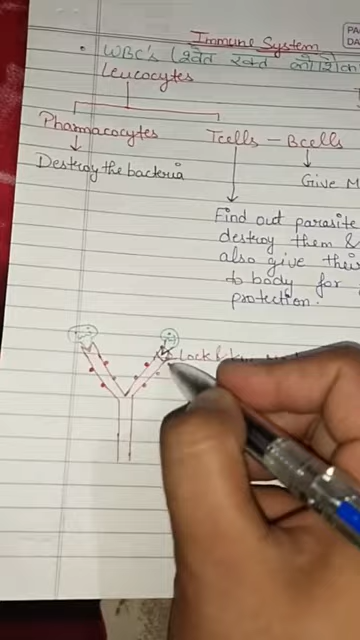 Immune System
• WBC's (श्वेत रक्त
Leucocytes
Phamacocytes
Tcells - Bcells
Destroy the bacteria
Give
Find out parasite
destroy them &
also give their
to body for
protection.
Lock &